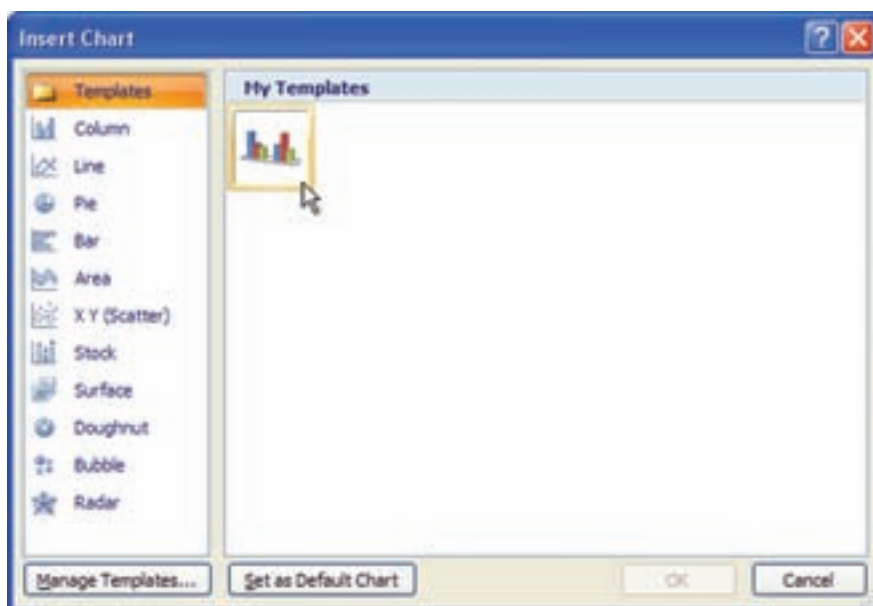 Insert Chart
?
Templates
Column
Line
Pie
Bar
Area
X Y (Scatter)
Stock
Surface
Doughnut
Bubble
Radar
My Templates
Manage Templates...
Set as Default Chart
OK
Cancel